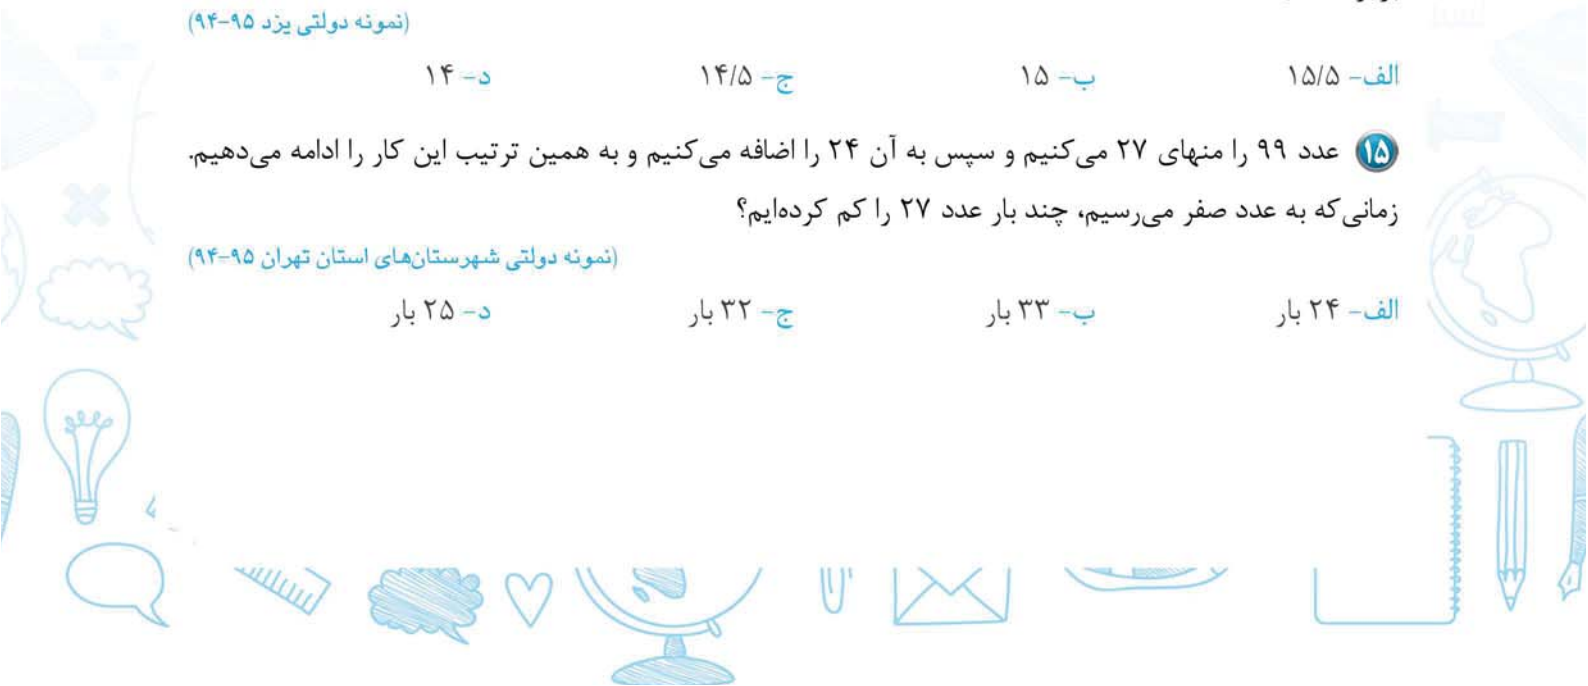 (نمونه دولتی یزد ۹۵-۹۴)
الف- ۱۵/۵ ب- ۱۵ ج- ۱۴/۵ د- ۱۴
۱۵ عدد ۹۹ را منهای ۲۷ می‌کنیم و سپس به آن ۲۴ را اضافه می‌کنیم و به همین ترتیب این کار را ادامه می‌دهیم.
زمانی‌که به عدد صفر می‌رسیم، چند بار عدد ۲۷ را کم کرده‌ایم؟
(نمونه دولتی شهرستان‌های استان تهران ۹۵-۹۴)
الف- ۲۴ بار ب- ۳۳ بار ج- ۳۲ بار د- ۲۵ بار